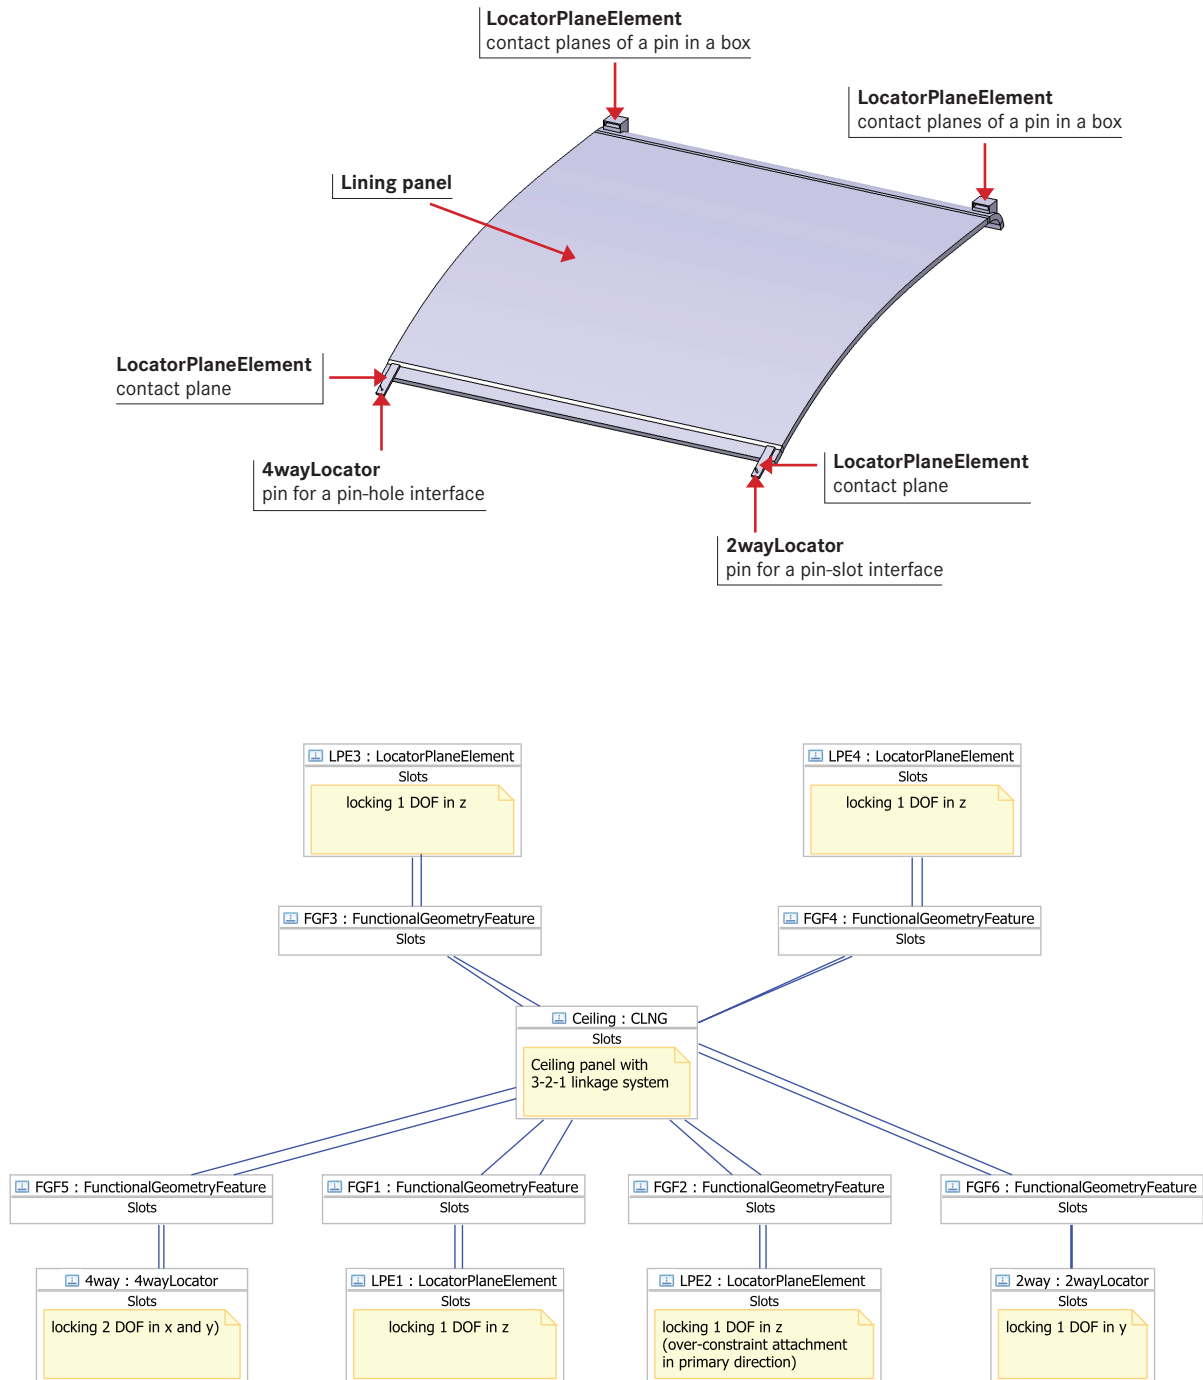 LocatorPlaneElement
contact planes of a pin in a box
LocatorPlaneElement
contact planes of a pin in a box
Lining panel
LocatorPlaneElement
contact plane
4wayLocator
pin for a pin-hole interface
LocatorPlaneElement
contact plane
2wayLocator
pin for a pin-slot interface
LPE3 : LocatorPlaneElement
Slots
locking 1 DOF in z
LPE4 : LocatorPlaneElement
Slots
locking 1 DOF in z
FGF3 : FunctionalGeometryFeature
Slots
FGF4 : FunctionalGeometryFeature
Slots
Ceiling : CLNG
Slots
Ceiling panel with
3-2-1 linkage system
FGF5 : FunctionalGeometryFeature
Slots
FGF1 : FunctionalGeometryFeature
Slots
FGF2 : FunctionalGeometryFeature
Slots
FGF6 : FunctionalGeometryFeature
Slots
4way : 4wayLocator
Slots
locking 2 DOF in x and y)
LPE1 : LocatorPlaneElement
Slots
locking 1 DOF in z
LPE2 : LocatorPlaneElement
Slots
locking 1 DOF in z
(over-constraint attachment
in primary direction)
2way : 2wayLocator
Slots
locking 1 DOF in y